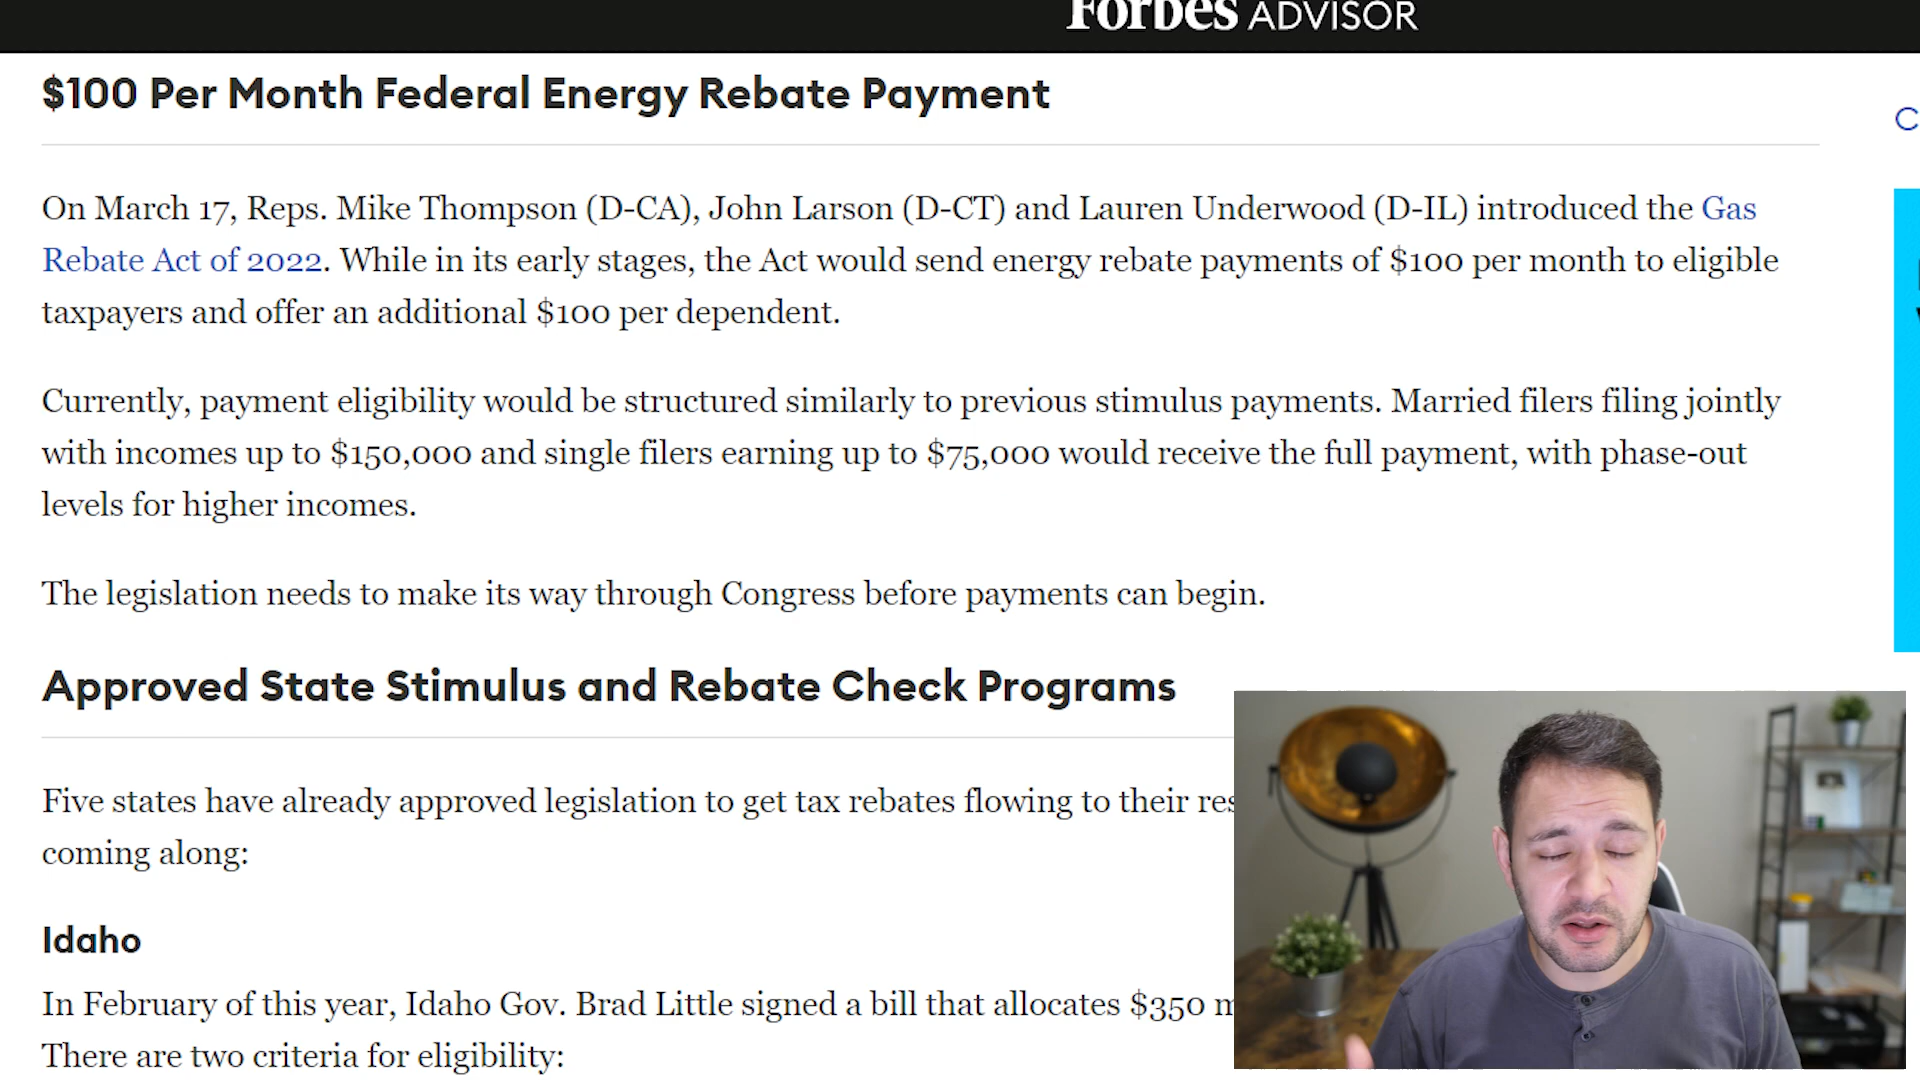 Forbes ADVISOR
$100 Per Month Federal Energy Rebate Payment
On March 17, Reps. Mike Thompson (D-CA), John Larson (D-CT) and Lauren Underwood (D-IL) introduced the Gas
Rebate Act of 2022. While in its early stages, the Act would send energy rebate payments of $100 per month to eligible
taxpayers and offer an additional $100 per dependent.
Currently, payment eligibility would be structured similarly to previous stimulus payments. Married filers filing jointly
with incomes up to $150,000 and single filers earning up to $75,000 would receive the full payment, with phase-out
levels for higher incomes.
The legislation needs to make its way through Congress before payments can begin.
Approved State Stimulus and Rebate Check Programs
Five states have already approved legislation to get tax rebates flowing to their
coming along:
Idaho
In February of this year, Idaho Gov. Brad Little signed a bill that allocates $350
There are two criteria for eligibility: